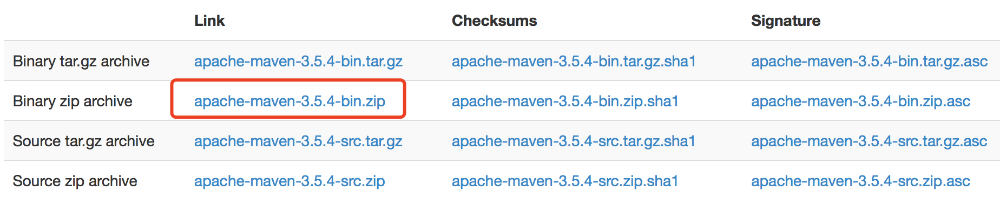 Link Checksums Signature
Binary tar.gz archive apache-maven-3.5.4-bin.tar.gz apache-maven-3.5.4-bin.tar.gz.sha1 apache-maven-3.5.4-bin.tar.gz.asc
Binary zip archive apache-maven-3.5.4-bin.zip apache-maven-3.5.4-bin.zip.sha1 apache-maven-3.5.4-bin.zip.asc
Source tar.gz archive apache-maven-3.5.4-src.tar.gz apache-maven-3.5.4-src.tar.gz.sha1 apache-maven-3.5.4-src.tar.gz.asc
Source zip archive apache-maven-3.5.4-src.zip apache-maven-3.5.4-src.zip.sha1 apache-maven-3.5.4-src.zip.asc